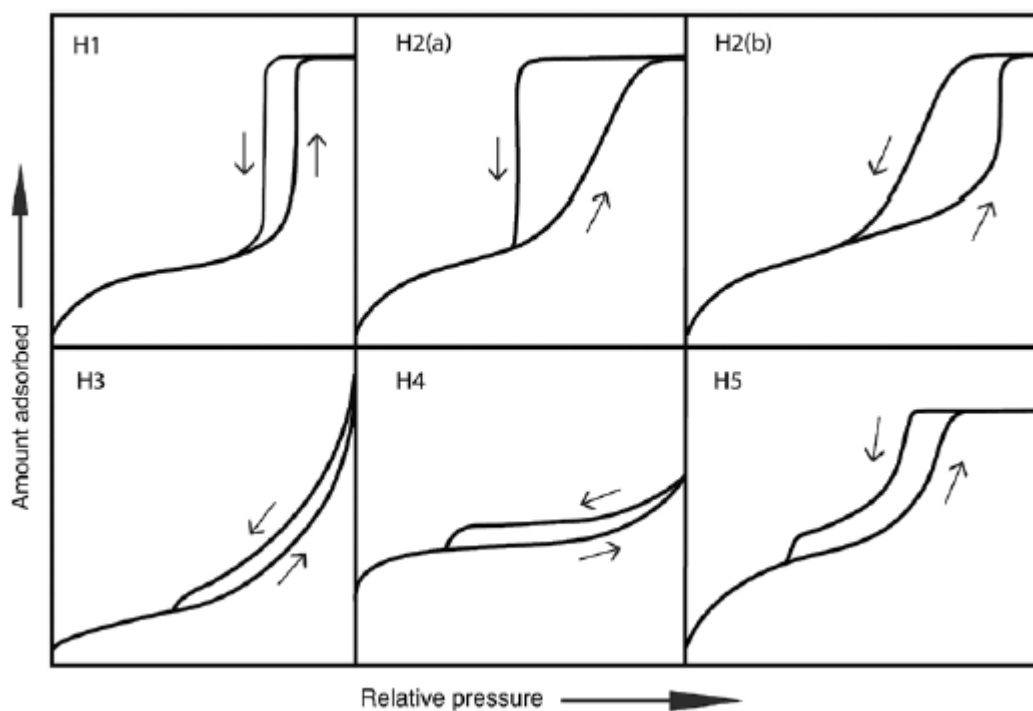 H1
H2(a)
H2(b)
H3
H4
H5
Amount adsorbed
Relative pressure